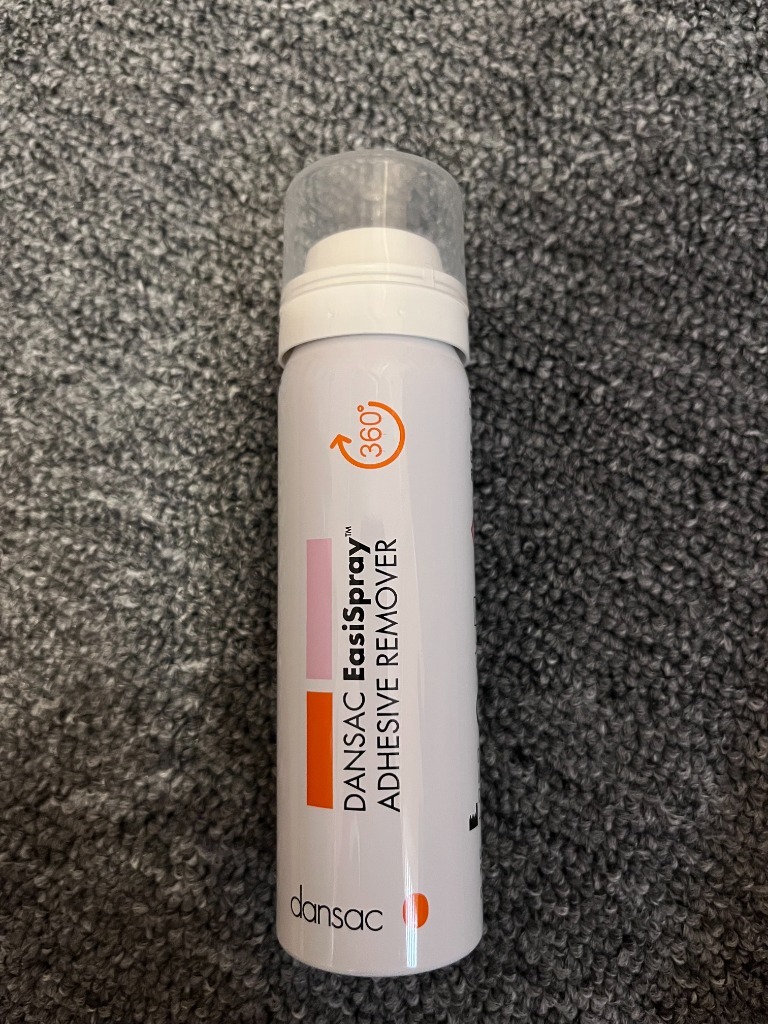 360°
DANSAC EasiSpray™
ADHESIVE REMOVER
dansac